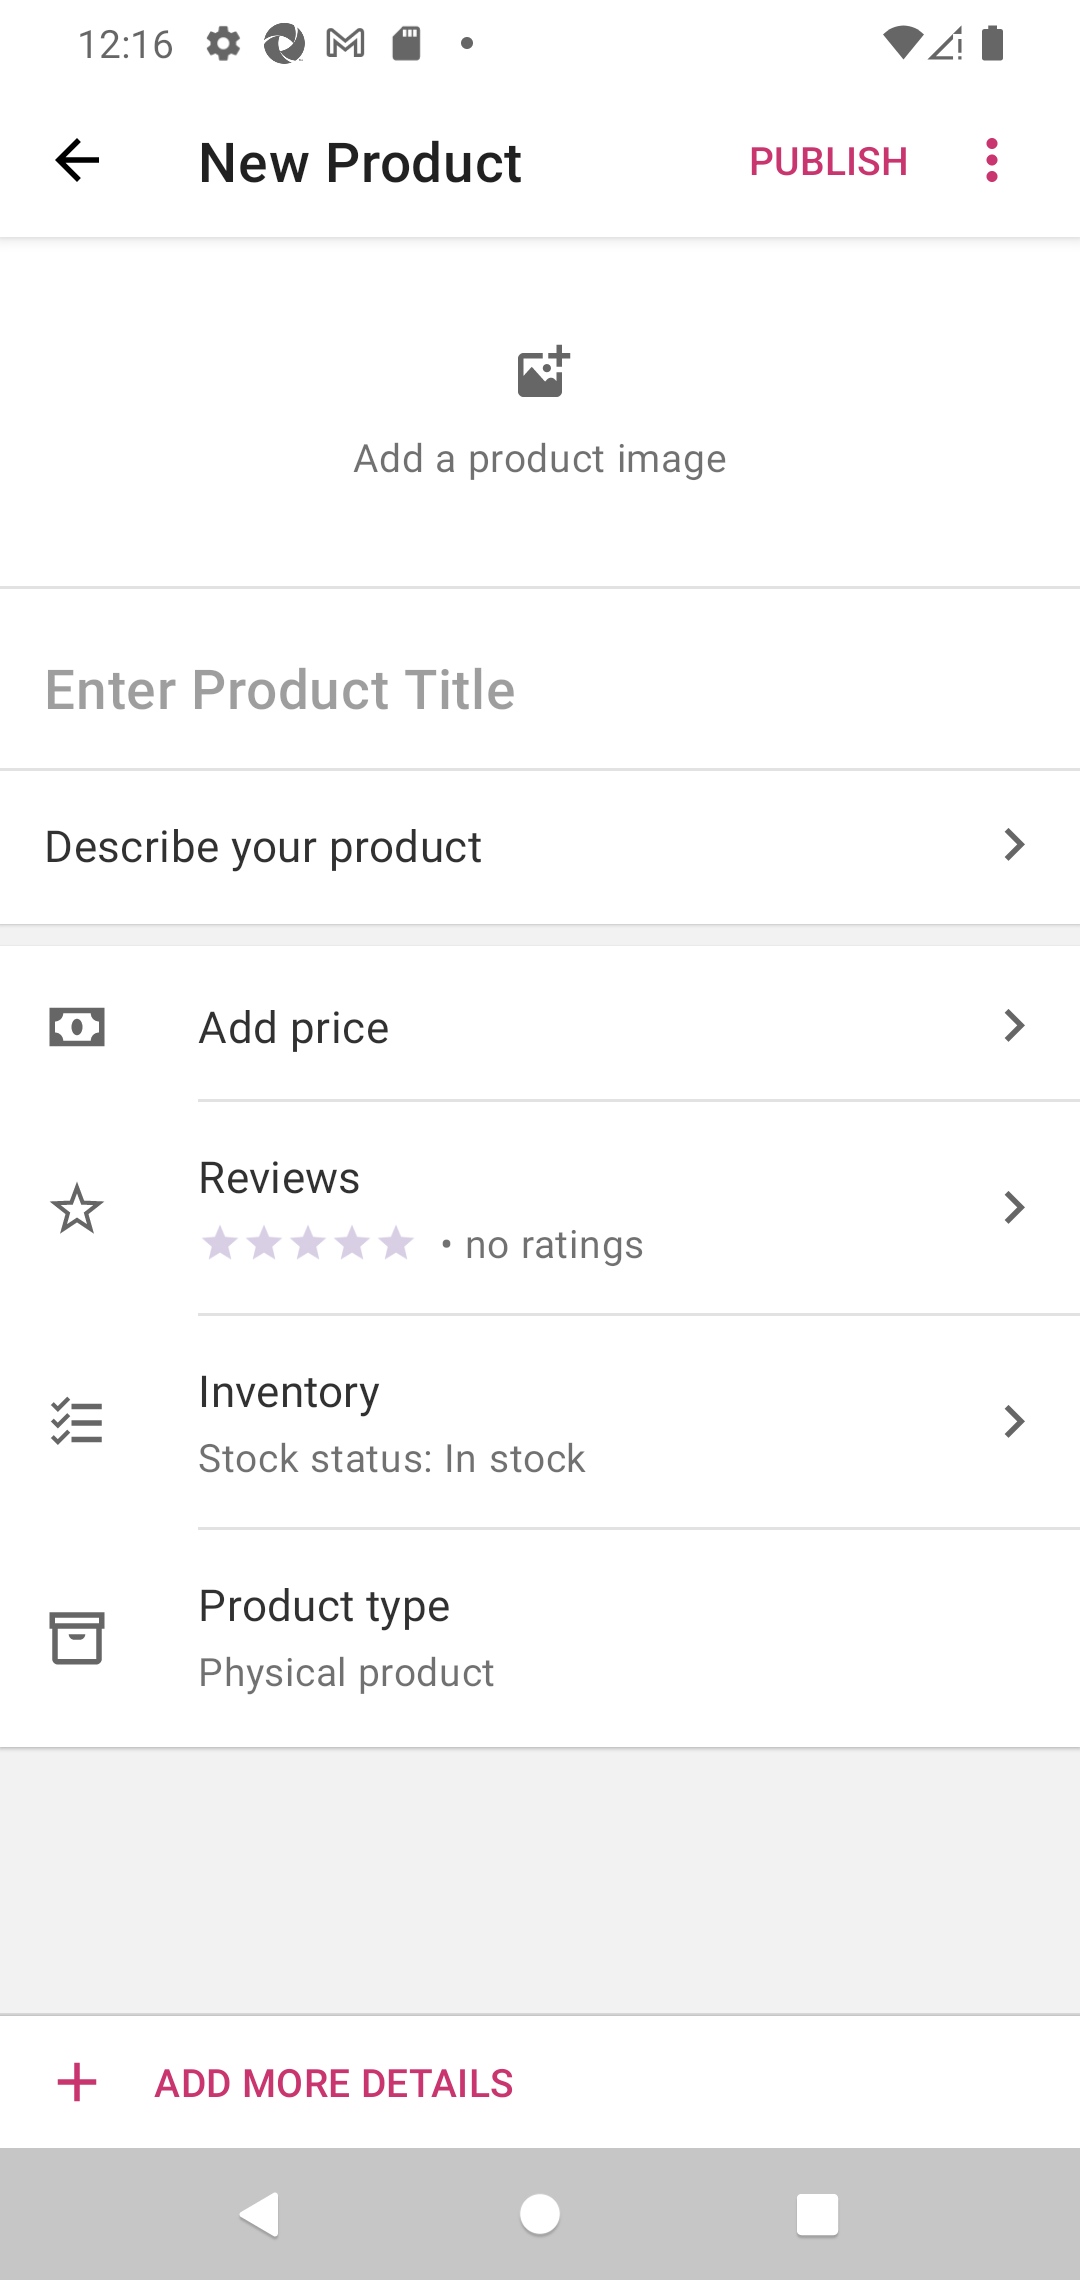 12:16
New Product
PUBLISH
Add a product image
Enter Product Title
Describe your product
Add price
Reviews
• no ratings
Inventory
Stock status: In stock
Product type
Physical product
ADD MORE DETAILS